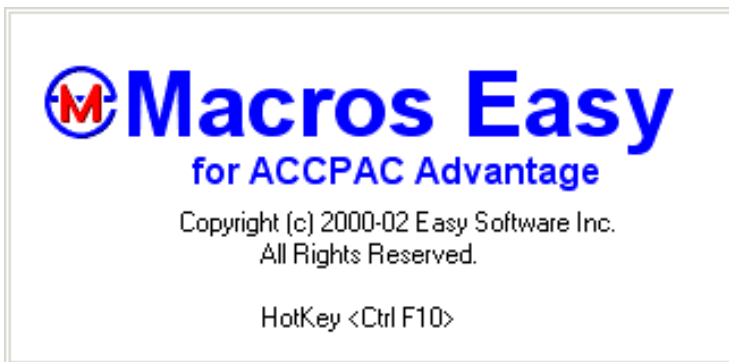 M Macros Easy
for ACCPAC Advantage
Copyright (c) 2000-02 Easy Software Inc.
All Rights Reserved.
HotKey <Ctrl F10>